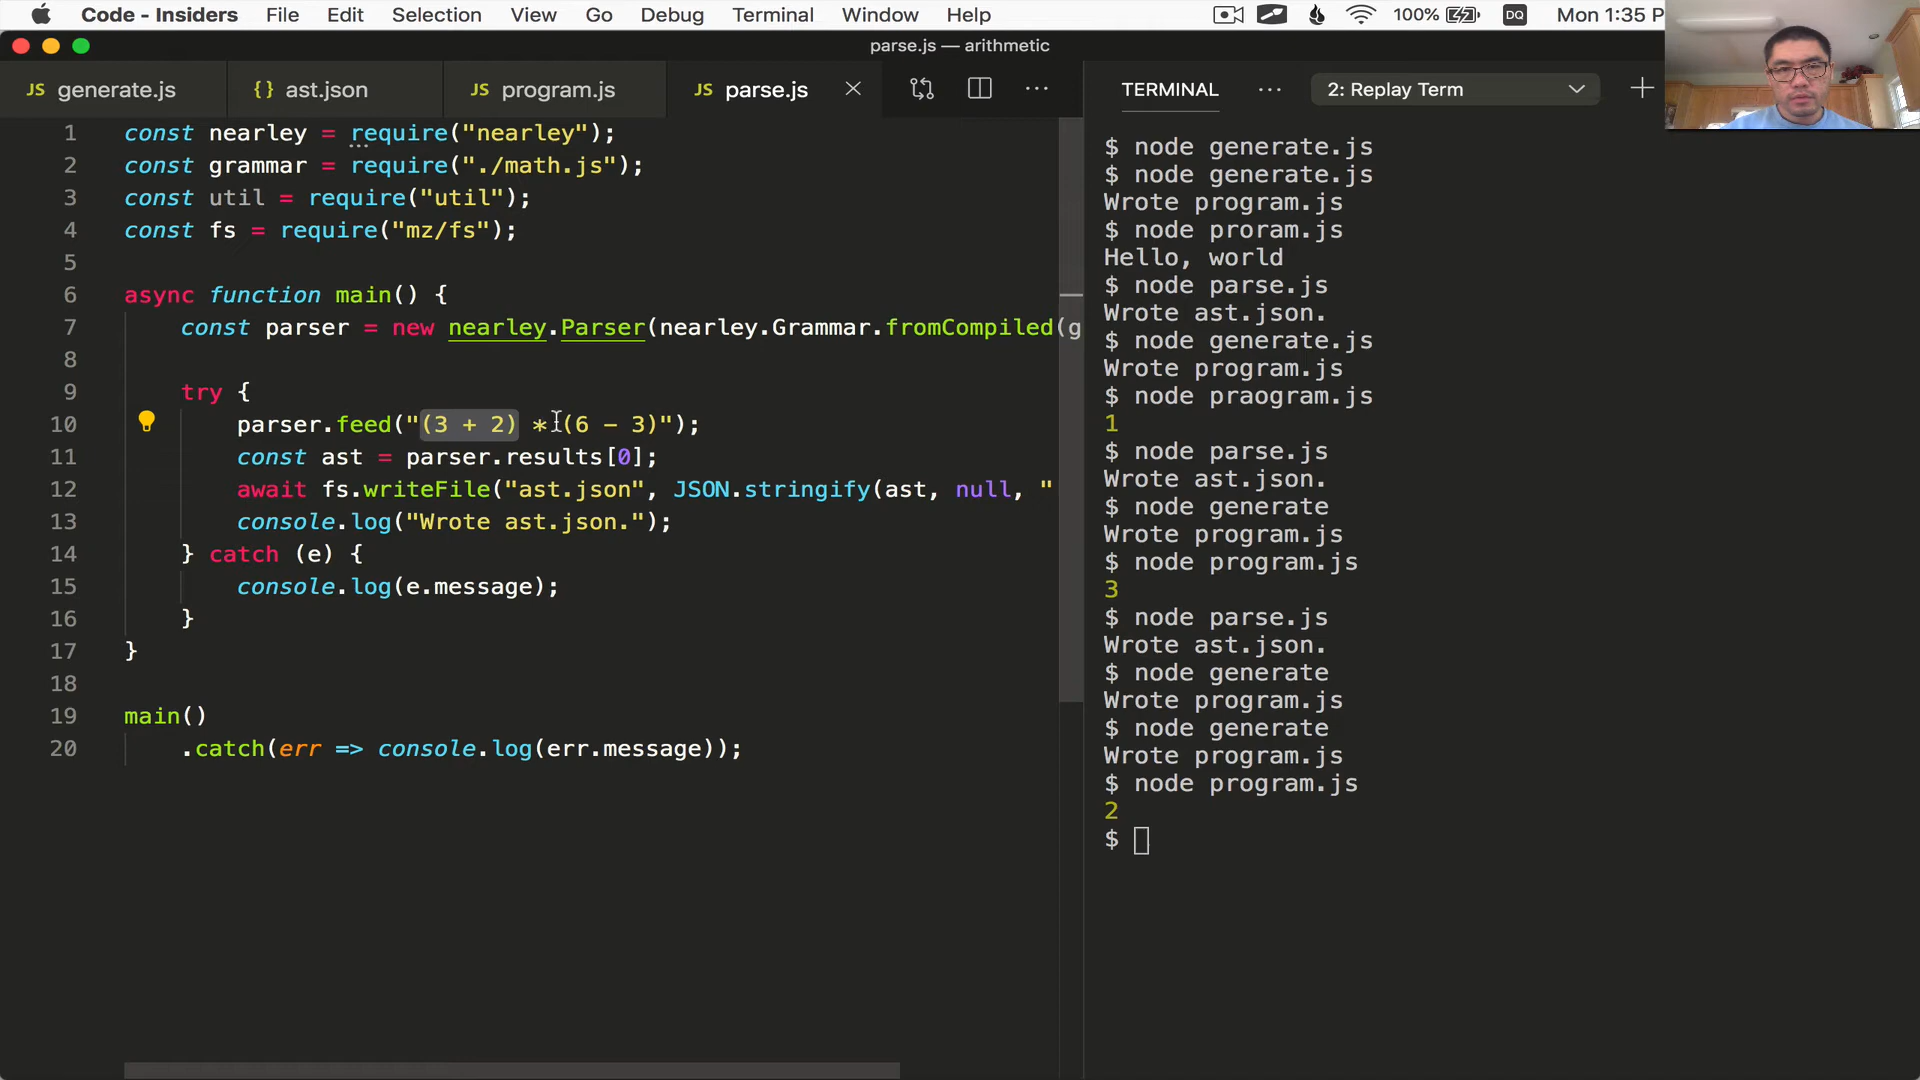 Code - Insiders File Edit Selection View Go Debug Terminal Window Help 100% DQ Mon 1:35 P
parse.js — arithmetic
JS generate.js {} ast.json JS program.js JS parse.js
1 const nearley = require("nearley");
2 const grammar = require("./math.js");
3 const util = require("util");
4 const fs = require("mz/fs");
5
6 async function main() {
7 const parser = new nearley.Parser(nearley.Grammar.fromCompiled(g
8
9 try {
10 parser.feed("(3 + 2) * (6 - 3)");
11 const ast = parser.results[0];
12 await fs.writeFile("ast.json", JSON.stringify(ast, null, "
13 console.log("Wrote ast.json.");
14 } catch (e) {
15 console.log(e.message);
16 }
17 }
18
19 main()
20 .catch(err => console.log(err.message));
TERMINAL ··· 2: Replay Term
$ node generate.js
$ node generate.js
Wrote program.js
$ node proram.js
Hello, world
$ node parse.js
Wrote ast.json.
$ node generate.js
Wrote program.js
$ node praogram.js
1
$ node parse.js
Wrote ast.json.
$ node generate
Wrote program.js
$ node program.js
3
$ node parse.js
Wrote ast.json.
$ node generate
Wrote program.js
$ node generate
Wrote program.js
$ node program.js
2
$